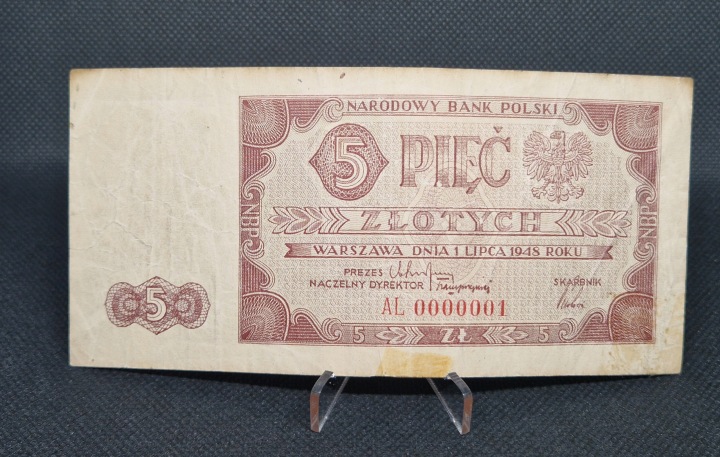 NARODOWY BANK POLSKI
5 PIĘĆ
ZŁOTYCH
WARSZAWA DNIA 1 LIPCA 1948 ROKU
PREZES
NACZELNY DYREKTOR
SKARBNIK
AL 0000001
5 ZŁ 5
NBP
NBP
5